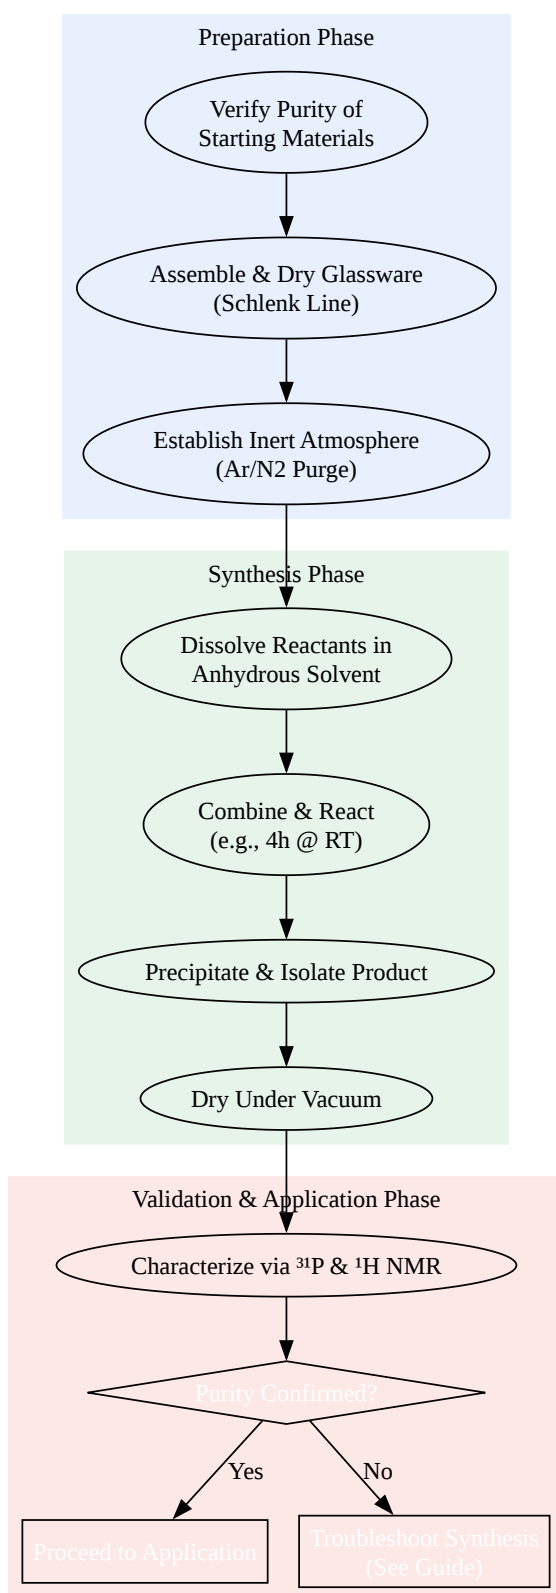 Preparation Phase
Verify Purity of
Starting Materials
Assemble & Dry Glassware
(Schlenk Line)
Establish Inert Atmosphere
(Ar/N2 Purge)
Synthesis Phase
Dissolve Reactants in
Anhydrous Solvent
Combine & React
(e.g., 4h @ RT)
Precipitate & Isolate Product
Dry Under Vacuum
Validation & Application Phase
Characterize via ³¹P & ¹H NMR
Purity Confirmed?
Yes
No
Proceed to Application
Troubleshoot Synthesis
(See Guide)